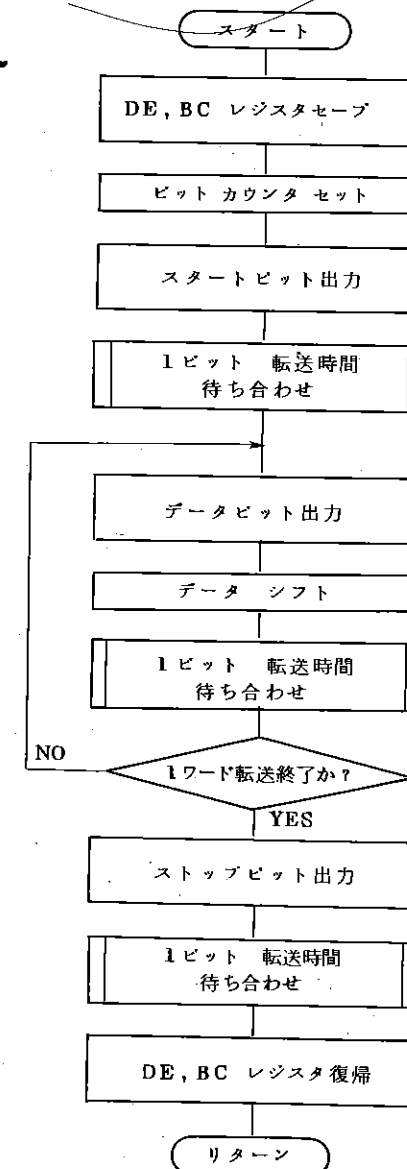 スタート
DE, BC レジスタセーブ
ビット カウンタ セット
スタートビット出力
1ビット 転送時間
待ち合わせ
データビット出力
データ シフト
1ビット 転送時間
待ち合わせ
NO
1ワード転送終了か?
YES
ストップビット出力
1ビット 転送時間
待ち合わせ
DE, BC レジスタ復帰
リターン